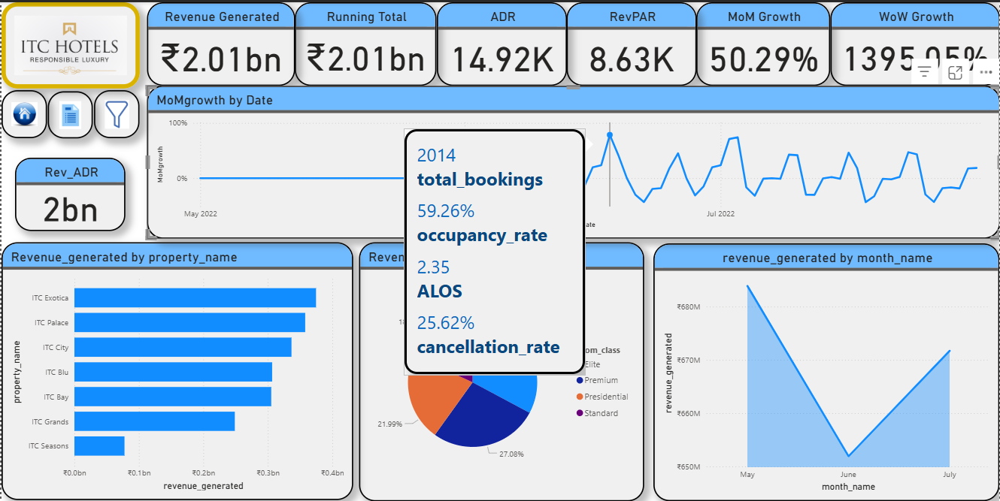 ITC HOTELS
RESPONSIBLE LUXURY
Revenue Generated
₹2.01bn
Running Total
₹2.01bn
ADR
14.92K
RevPAR
8.63K
MoM Growth
50.29%
WoW Growth
1395.05%
Rev_ADR
2bn
MoMgrowth by Date
MoMgrowth
100%
0%
May 2022
Jul 2022
ate
2014
total_bookings
59.26%
occupancy_rate
2.35
ALOS
25.62%
cancellation_rate
Revenue_generated by property_name
property_name
ITC Exotica
ITC Palace
ITC City
ITC Blu
ITC Bay
ITC Grands
ITC Seasons
₹0.0bn ₹0.1bn ₹0.2bn ₹0.3bn ₹0.4bn
revenue_generated
Reven
18
om_class
Elite
Premium
Presidential
Standard
21.99%
27.08%
revenue_generated by month_name
revenue_generated
₹680M
₹670M
₹660M
₹650M
May June July
month_name